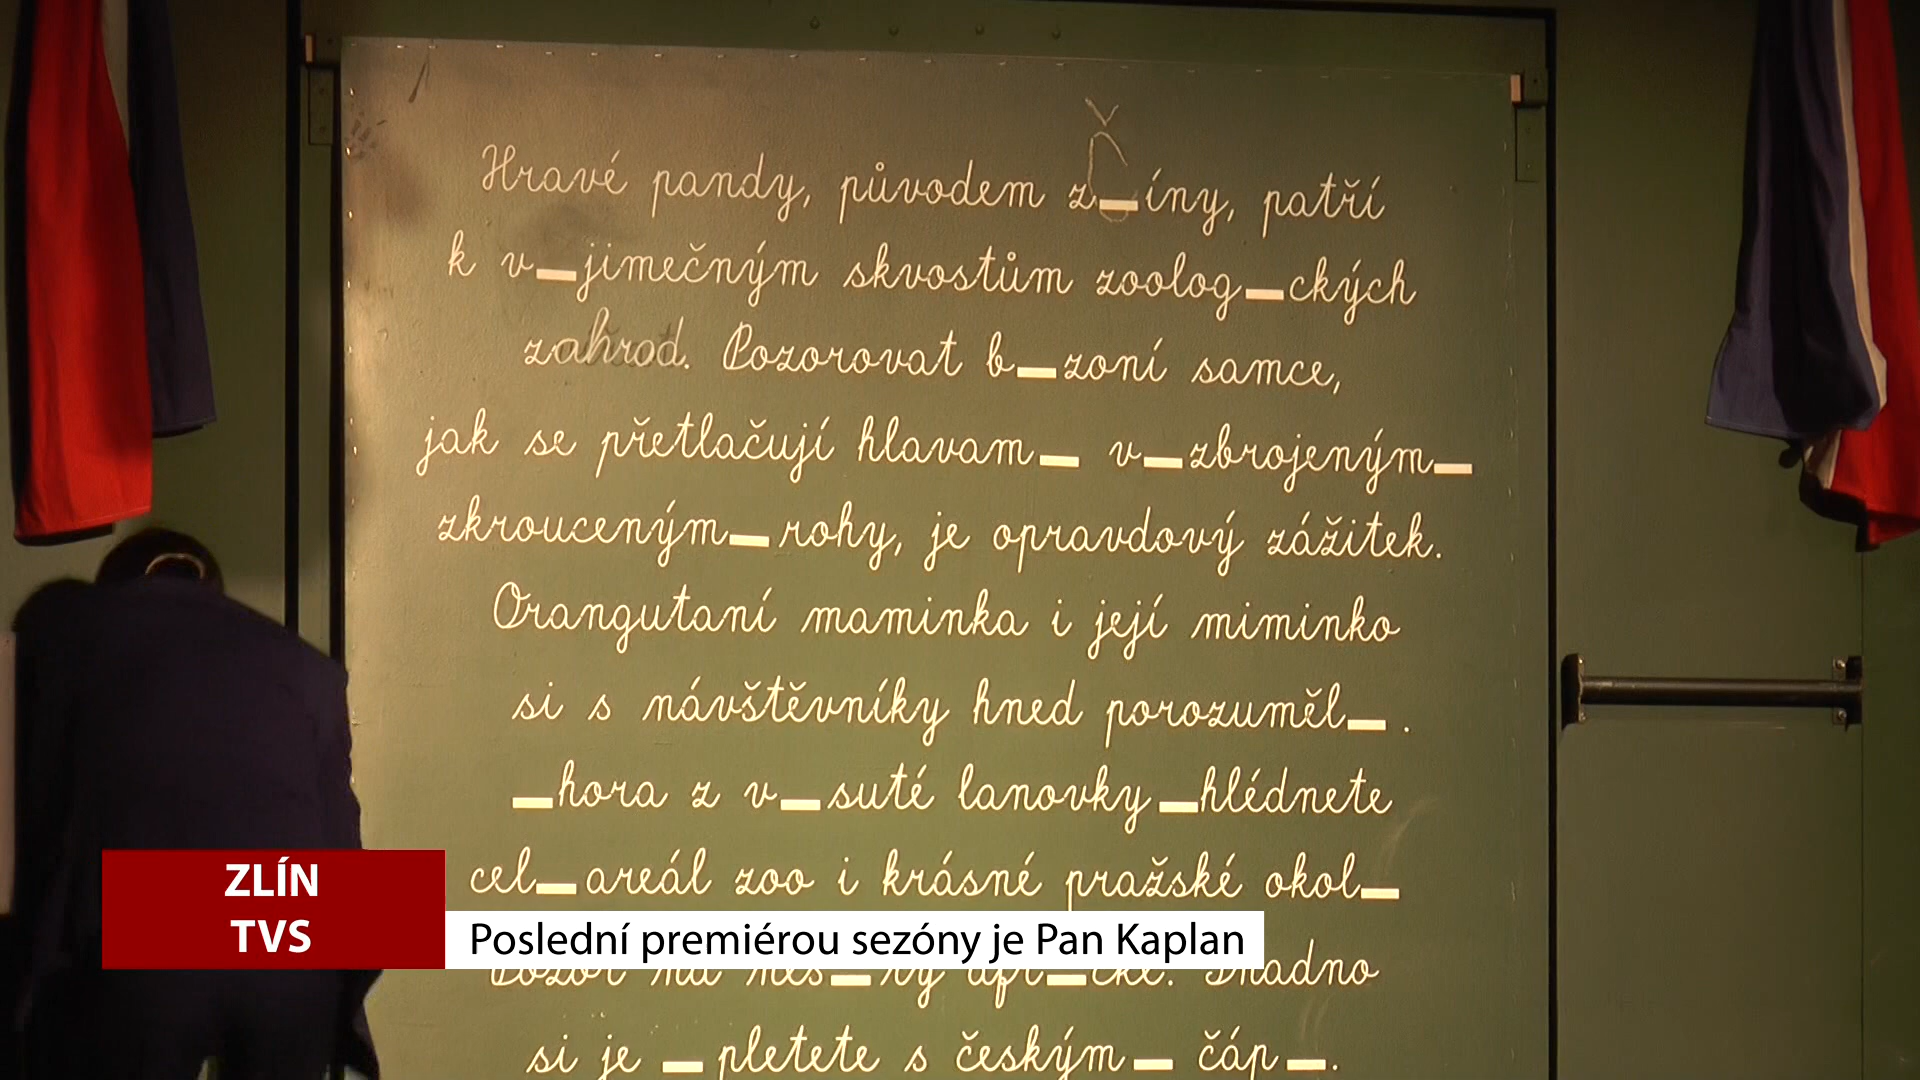 Hravé pandy, původem z Č_íny, patří
k v_jimečným skvostům zoolog_ckých
zahrad. Pozorovat b_zoní samce,
jak se přetlačují hlavam_ v_zbrojeným_
zkrouceným_ rohy, je opravdový zážitek.
Orangutaní maminka i její miminko
si s návštěvníky hned porozuměl_.
_hora z v_suté lanovky _hlédnete
cel_ areál zoo i krásné pražské okol_
si je _pletete s českým_ čáp_.
ZLÍN
TVS
Poslední premiérou sezóny je Pan Kaplan